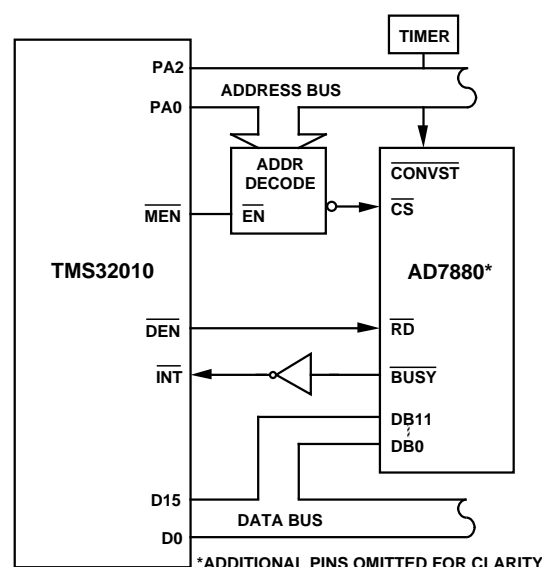 TIMER
PA2
ADDRESS BUS
PA0
ADDR
DECODE
CONVST
MEN
EN
CS
TMS32010
AD7880*
DEN
RD
INT
BUSY
DB11
DB0
D15
DATA BUS
D0
*ADDITIONAL PINS OMITTED FOR CLARITY